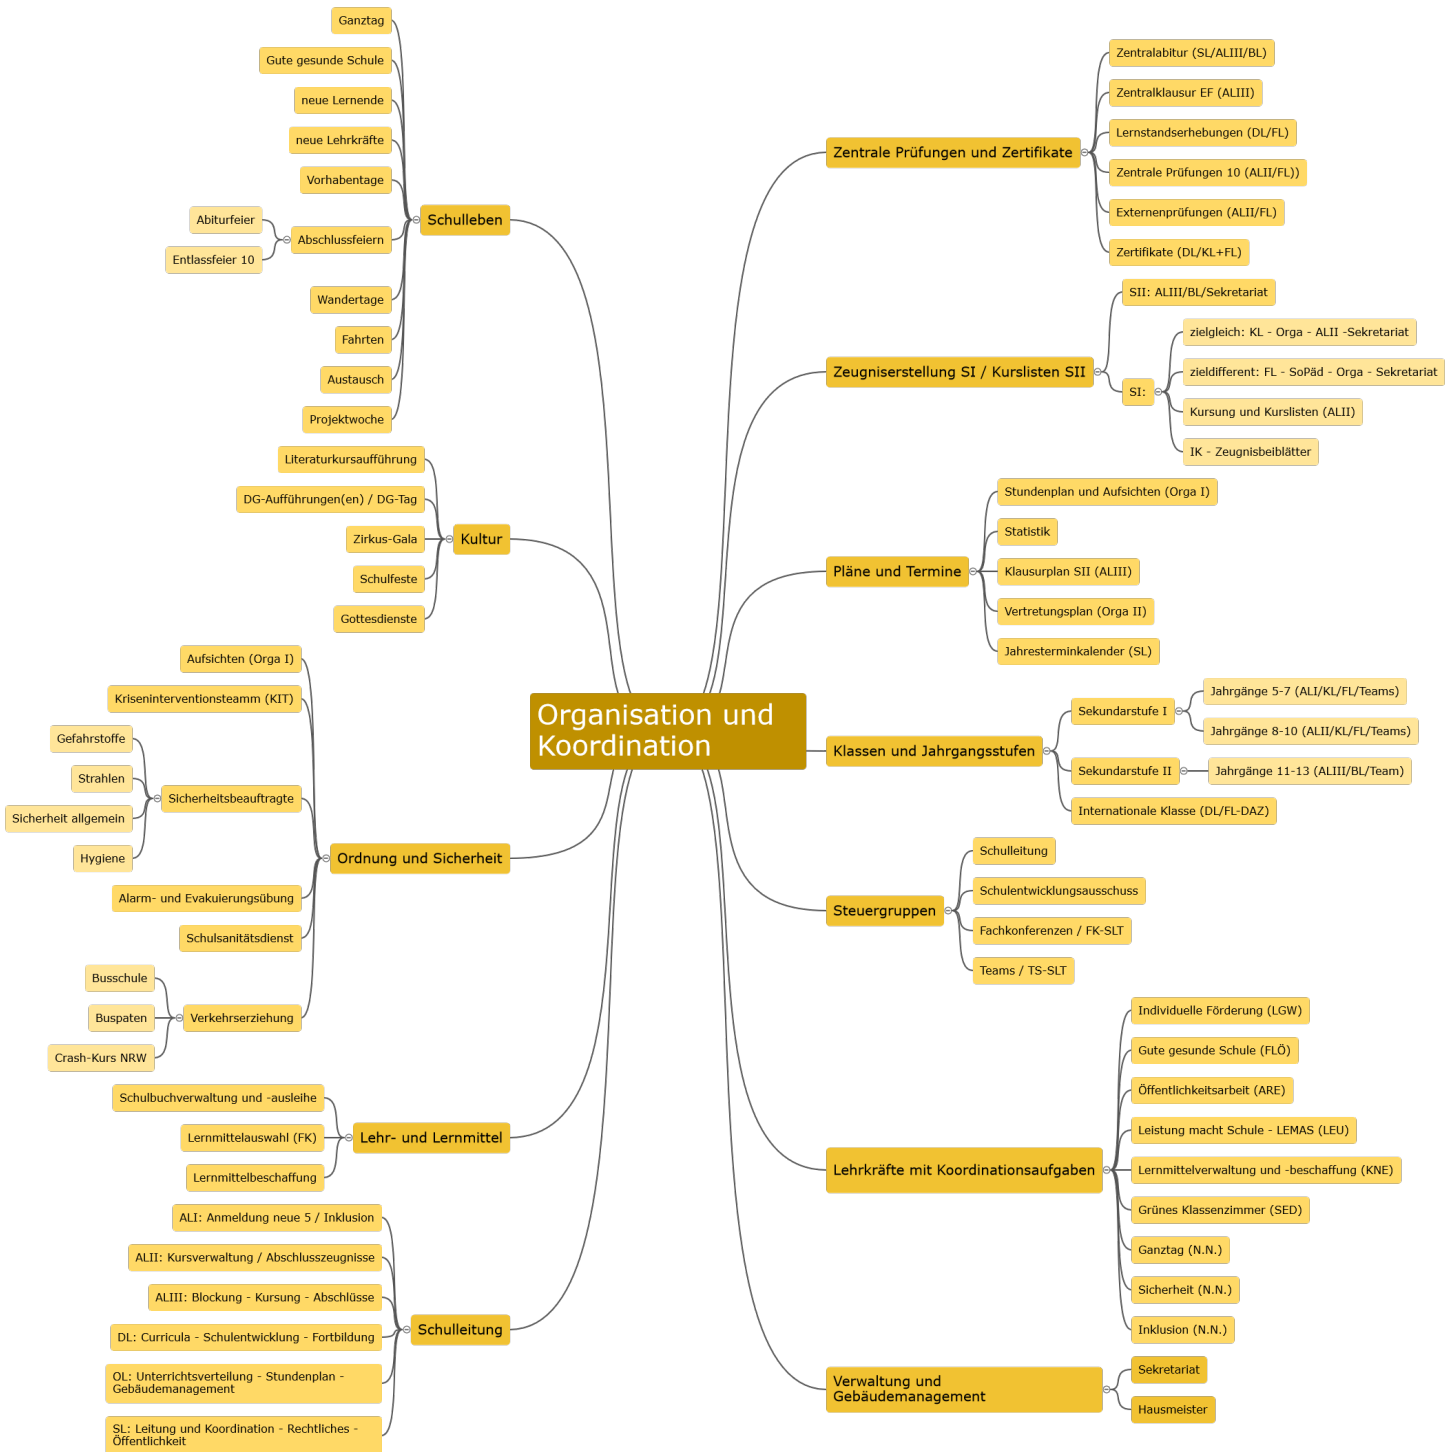 Organisation und
Koordination
Schulleben
Ganztag
Gute gesunde Schule
neue Lernende
neue Lehrkräfte
Vorhabentage
Abschlussfeiern
Abiturfeier
Entlassfeier 10
Wandertage
Fahrten
Austausch
Projektwoche
Kultur
Literaturkursaufführung
DG-Aufführungen(en) / DG-Tag
Zirkus-Gala
Schulfeste
Gottesdienste
Ordnung und Sicherheit
Aufsichten (Orga I)
Kriseninterventionsteamm (KIT)
Sicherheitsbeauftragte
Gefahrstoffe
Strahlen
Sicherheit allgemein
Hygiene
Alarm- und Evakuierungsübung
Schulsanitätsdienst
Verkehrserziehung
Busschule
Buspaten
Crash-Kurs NRW
Lehr- und Lernmittel
Schulbuchverwaltung und -ausleihe
Lernmittelauswahl (FK)
Lernmittelbeschaffung
Schulleitung
ALI: Anmeldung neue 5 / Inklusion
ALII: Kursverwaltung / Abschlusszeugnisse
ALIII: Blockung - Kursung - Abschlüsse
DL: Curricula - Schulentwicklung - Fortbildung
OL: Unterrichtsverteilung - Stundenplan -
Gebäudemanagement
SL: Leitung und Koordination - Rechtliches -
Öffentlichkeit
Zentrale Prüfungen und Zertifikate
Zentralabitur (SL/ALIII/BL)
Zentralklausur EF (ALIII)
Lernstandserhebungen (DL/FL)
Zentrale Prüfungen 10 (ALII/FL))
Externenprüfungen (ALII/FL)
Zertifikate (DL/KL+FL)
Zeugniserstellung SI / Kurslisten SII
SII: ALIII/BL/Sekretariat
SI:
zielgleich: KL - Orga - ALII -Sekretariat
zieldifferent: FL - SoPäd - Orga - Sekretariat
Kursung und Kurslisten (ALII)
IK - Zeugnisbeiblätter
Pläne und Termine
Stundenplan und Aufsichten (Orga I)
Statistik
Klausurplan SII (ALIII)
Vertretungsplan (Orga II)
Jahresterminkalender (SL)
Klassen und Jahrgangsstufen
Sekundarstufe I
Jahrgänge 5-7 (ALI/KL/FL/Teams)
Jahrgänge 8-10 (ALII/KL/FL/Teams)
Sekundarstufe II
Jahrgänge 11-13 (ALIII/BL/Team)
Internationale Klasse (DL/FL-DAZ)
Steuergruppen
Schulleitung
Schulentwicklungsausschuss
Fachkonferenzen / FK-SLT
Teams / TS-SLT
Lehrkräfte mit Koordinationsaufgaben
Individuelle Förderung (LGW)
Gute gesunde Schule (FLÖ)
Öffentlichkeitsarbeit (ARE)
Leistung macht Schule - LEMAS (LEU)
Lernmittelverwaltung und -beschaffung (KNE)
Grünes Klassenzimmer (SED)
Ganztag (N.N.)
Sicherheit (N.N.)
Inklusion (N.N.)
Verwaltung und
Gebäudemanagement
Sekretariat
Hausmeister